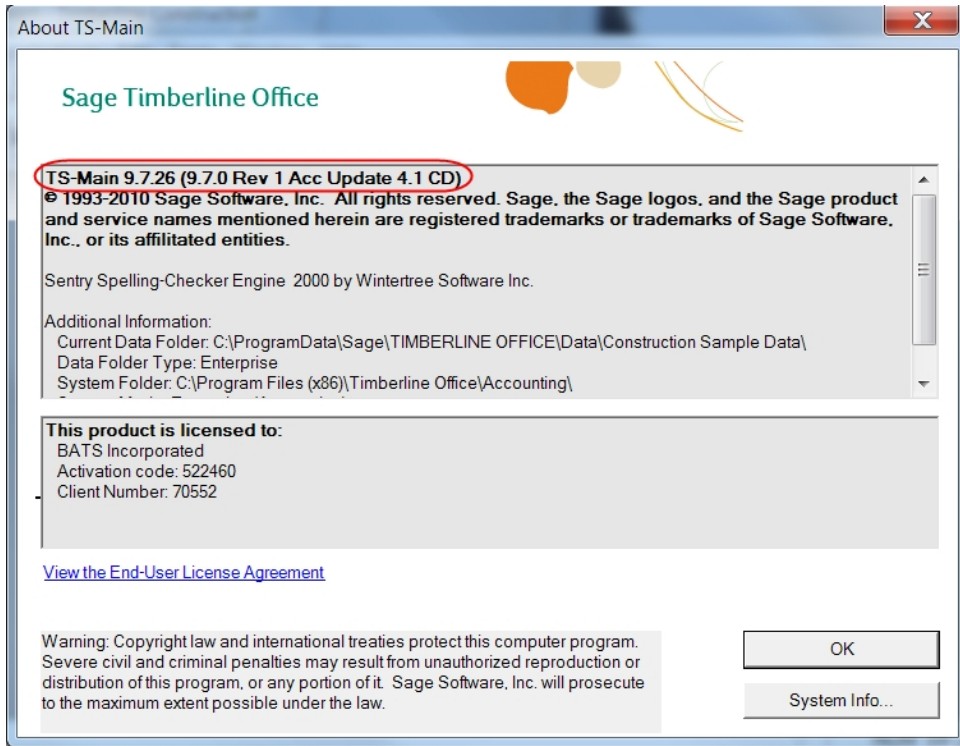 About TS-Main
Sage Timberline Office
TS-Main 9.7.26 (9.7.0 Rev 1 Acc Update 4.1 CD)
© 1993-2010 Sage Software, Inc. All rights reserved. Sage, the Sage logos, and the Sage product
and service names mentioned herein are registered trademarks or trademarks of Sage Software,
Inc., or its affilitated entities.
Sentry Spelling-Checker Engine 2000 by Wintertree Software Inc.
Additional Information:
Current Data Folder: C:\ProgramData\Sage\TIMBERLINE OFFICE\Data\Construction Sample Data\
Data Folder Type: Enterprise
System Folder: C:\Program Files (x86)\Timberline Office\Accounting\
This product is licensed to:
BATS Incorporated
Activation code: 522460
Client Number: 70552
View the End-User License Agreement
Warning: Copyright law and international treaties protect this computer program.
Severe civil and criminal penalties may result from unauthorized reproduction or
distribution of this program, or any portion of it. Sage Software, Inc. will prosecute
to the maximum extent possible under the law.
OK
System Info...